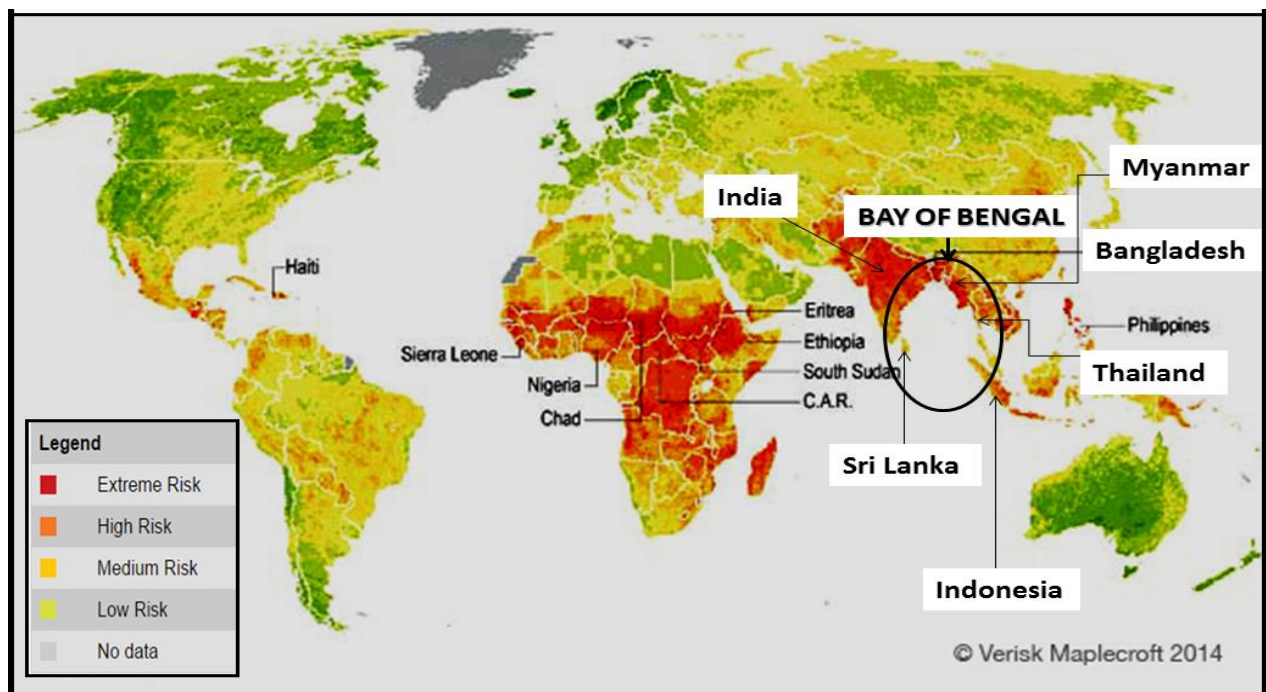 Myanmar
India
BAY OF BENGAL
Bangladesh
Haiti
Eritrea
Philippines
Sierra Leone
Ethiopia
South Sudan
Nigeria
Thailand
C.A.R.
Chad
Sri Lanka
Legend
Extreme Risk
High Risk
Medium Risk
Low Risk
No data
Indonesia
© Verisk Maplecroft 2014